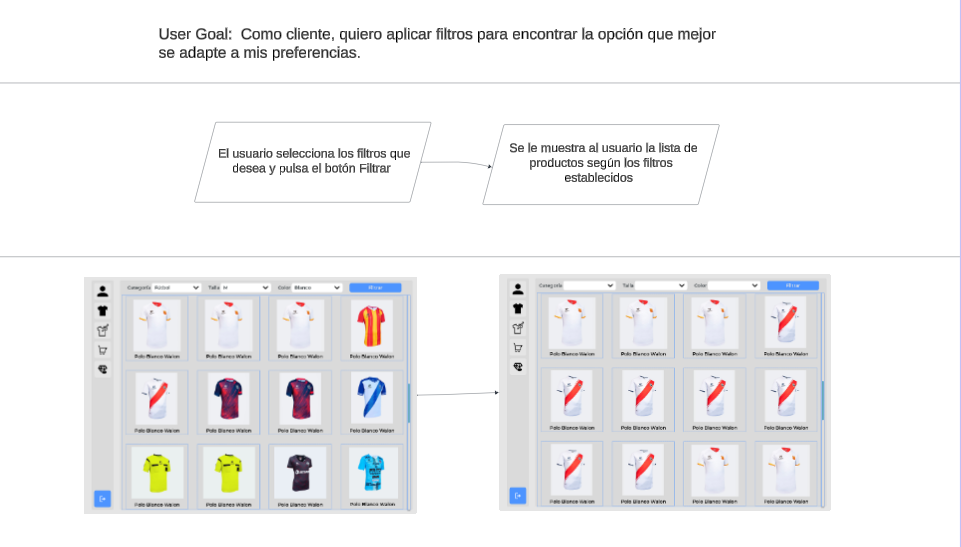 User Goal:  Como cliente, quiero aplicar filtros para encontrar la opción que mejor
se adapte a mis preferencias.
El usuario selecciona los filtros que
desea y pulsa el botón Filtrar
Se le muestra al usuario la lista de
productos según los filtros
establecidos
Categoría Fútbol Talla M Color Blanco Filtrar
Polo Blanco Walon Polo Blanco Walon Polo Blanco Walon Polo Blanco Walon
Polo Blanco Walon Polo Blanco Walon Polo Blanco Walon Polo Blanco Walon
Polo Blanco Walon Polo Blanco Walon Polo Blanco Walon Polo Blanco Walon
Categoría Talla Color Filtrar
Polo Blanco Walon Polo Blanco Walon Polo Blanco Walon Polo Blanco Walon
Polo Blanco Walon Polo Blanco Walon Polo Blanco Walon Polo Blanco Walon
Polo Blanco Walon Polo Blanco Walon Polo Blanco Walon Polo Blanco Walon